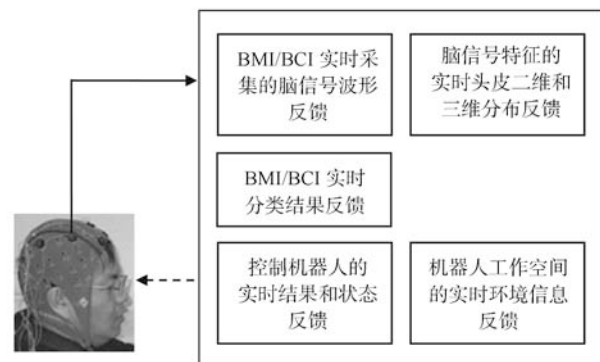 BMI/BCI 实时采
集的脑信号波形
反馈
脑信号特征的
实时头皮二维和
三维分布反馈
BMI/BCI 实时
分类结果反馈
控制机器人的
实时结果和状态
反馈
机器人工作空间
的实时环境信息
反馈